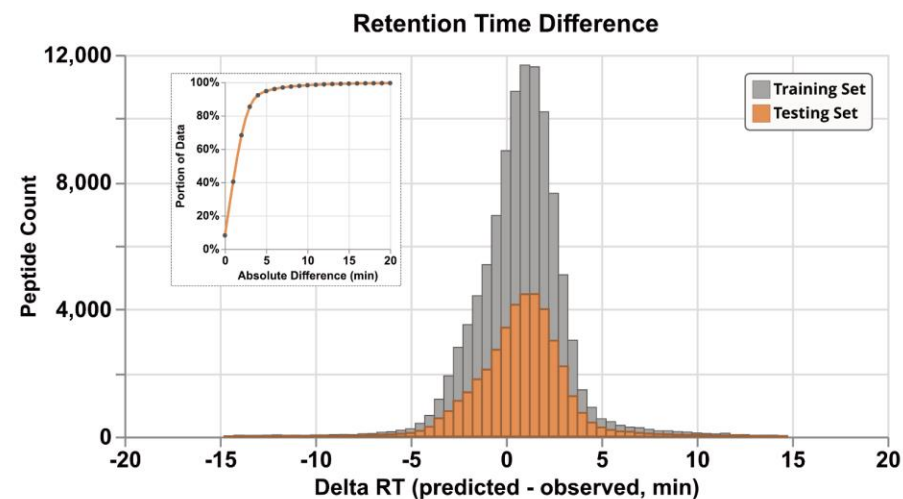 Retention Time Difference
12,000
8,000
4,000
0
Peptide Count
-20 -15 -10 -5 0 5 10 15 20
Delta RT (predicted - observed, min)
100%
80%
60%
40%
20%
0%
Portion of Data
0 5 10 15 20
Absolute Difference (min)
Training Set
Testing Set